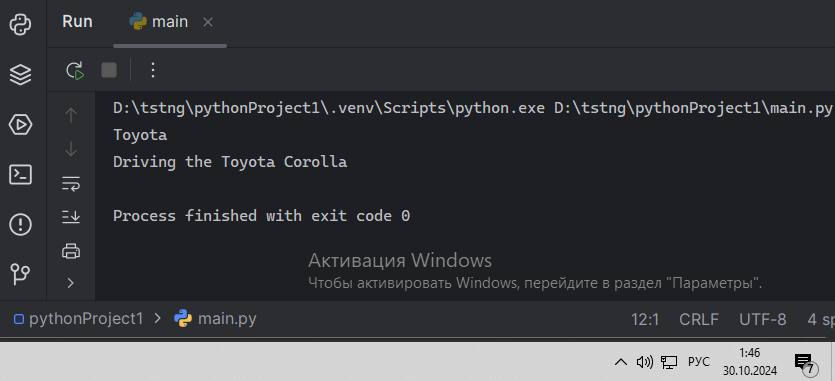 Run main
D:\tstng\pythonProject1\.venv\Scripts\python.exe D:\tstng\pythonProject1\main.py
Toyota
Driving the Toyota Corolla
Process finished with exit code 0
Активация Windows
Чтобы активировать Windows, перейдите в раздел "Параметры".
pythonProject1 > main.py 12:1 CRLF UTF-8 4 sp
РУС 1:46
30.10.2024 7